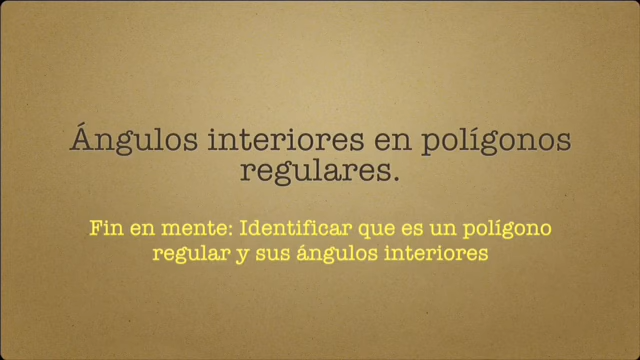 Ángulos interiores en polígonos
regulares.
Fin en mente: Identificar que es un polígono
regular y sus ángulos interiores